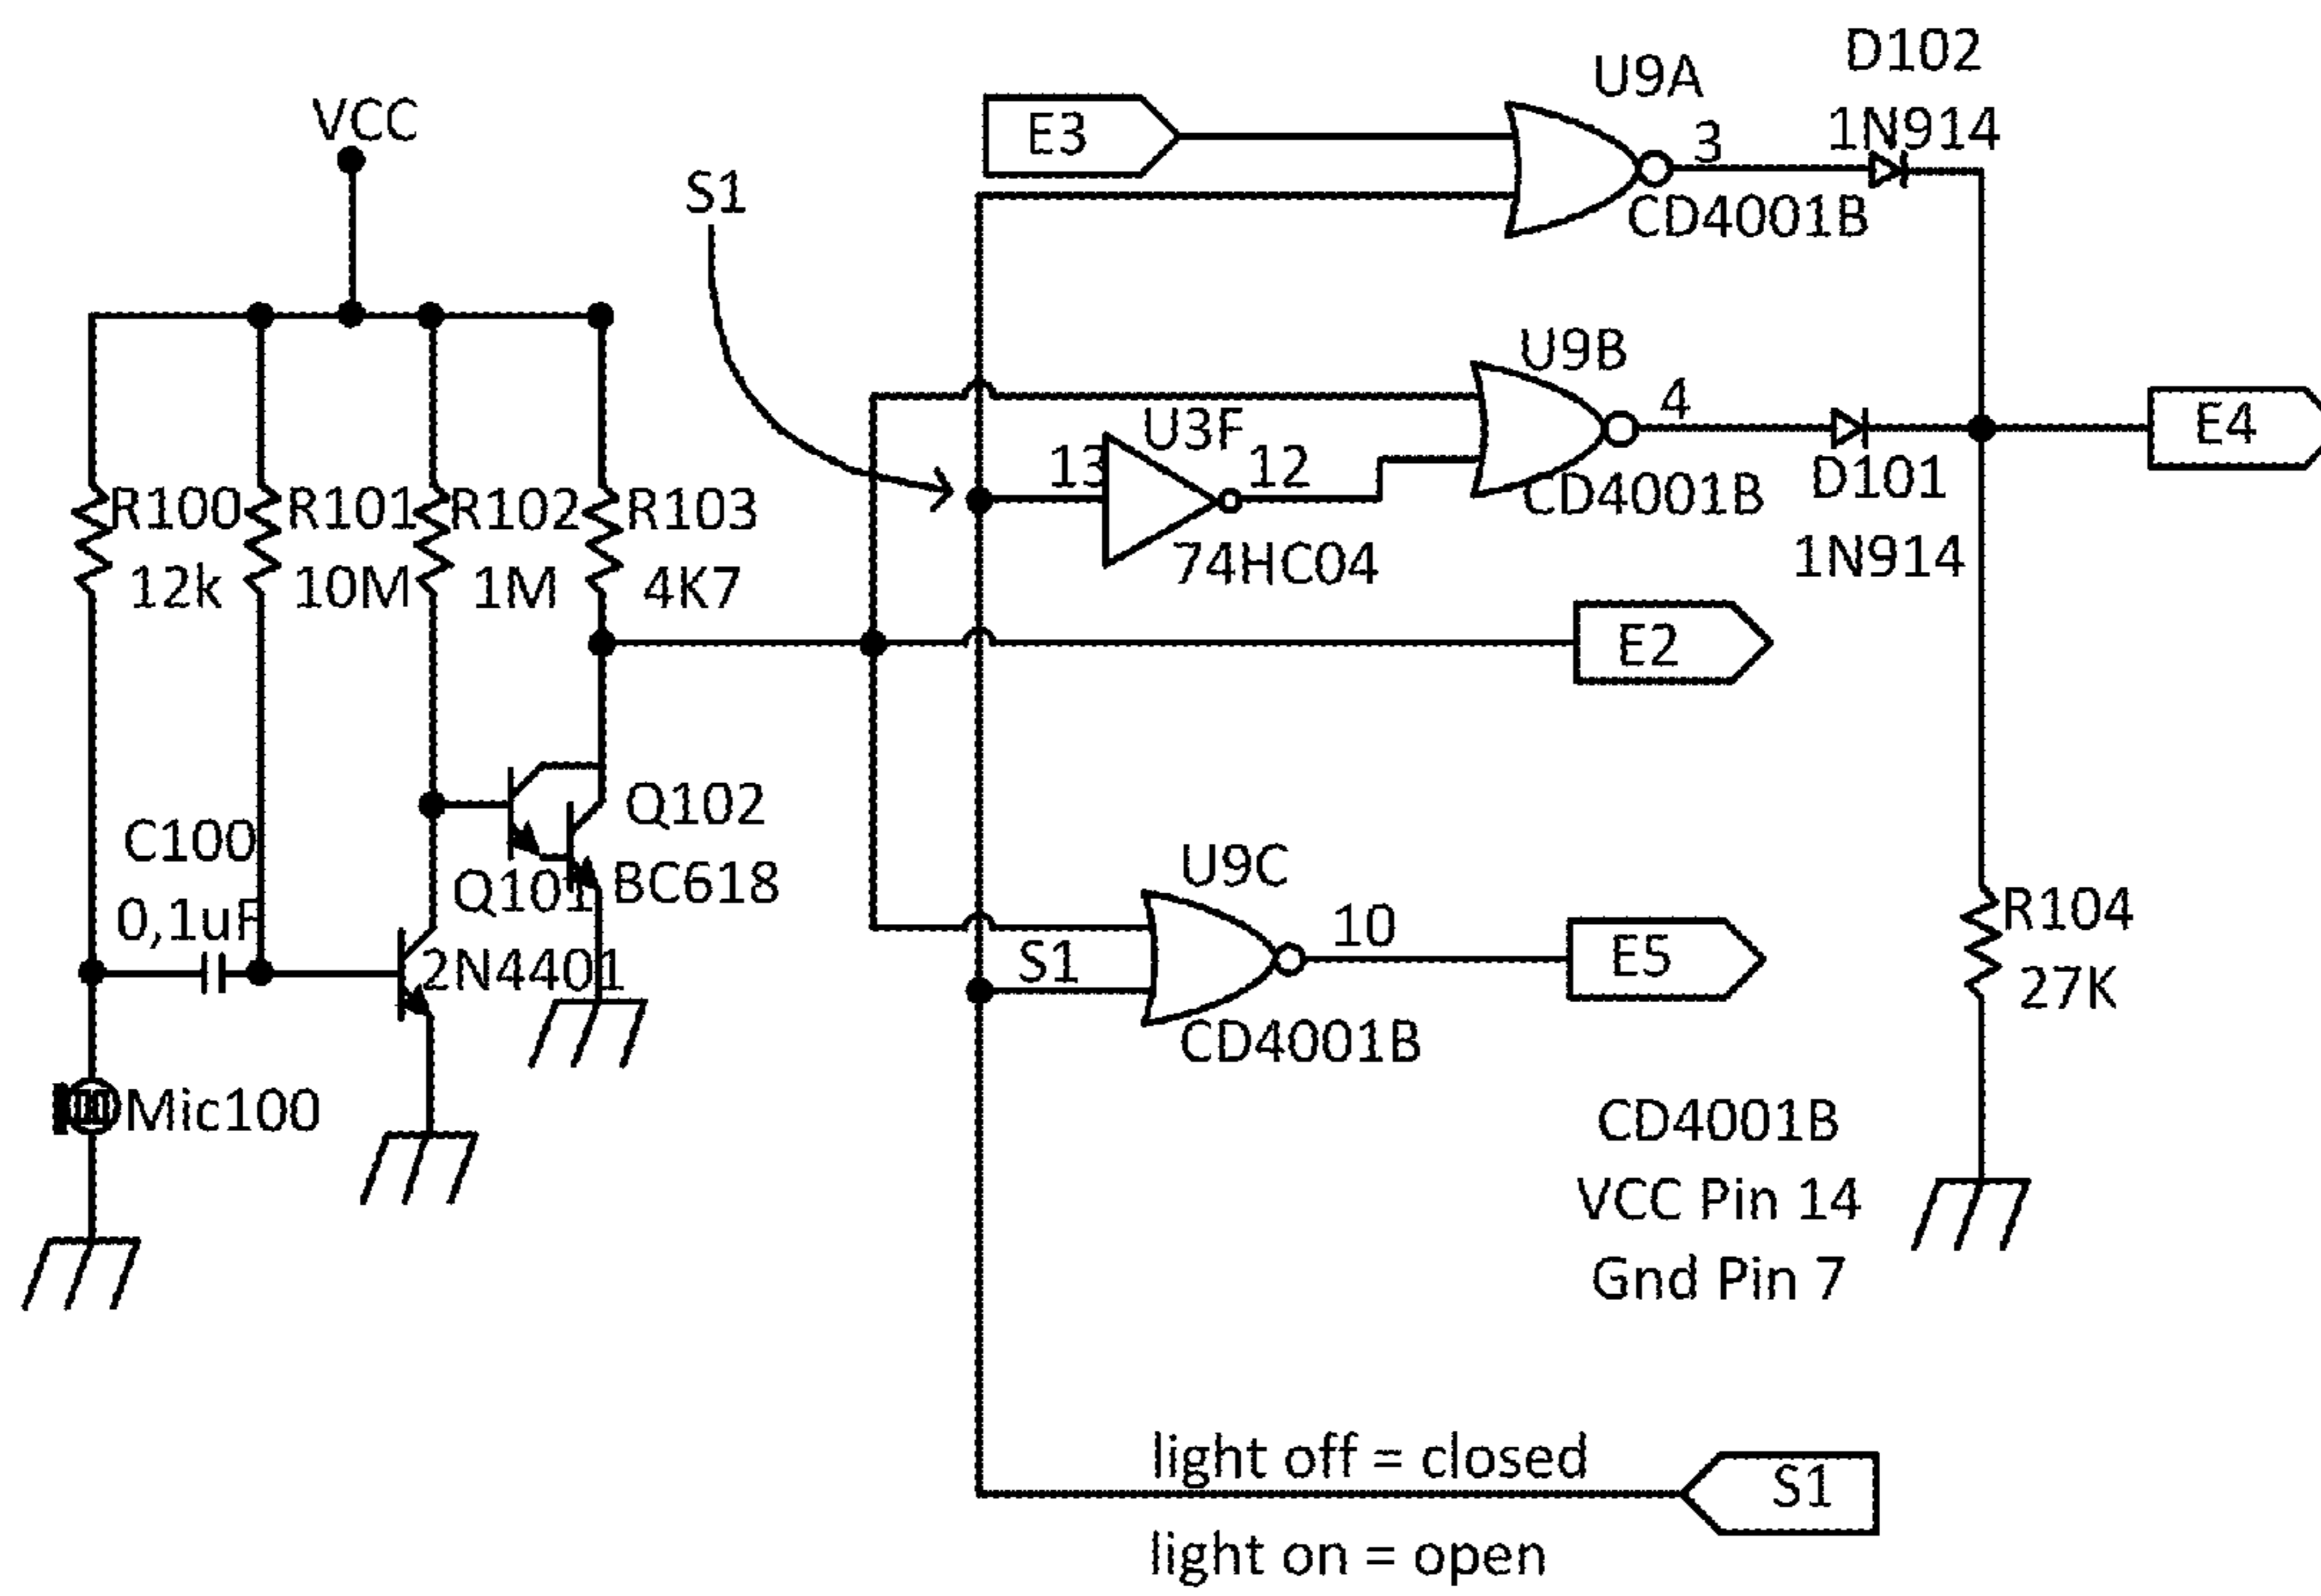 U9A
D102
1N914
VCC
E3
3
S1
CD4001B
U9B
4
U3F
13
12
E4
CD4001B
D101
1N914
74HC04
R100
12k
R101
10M
R102
1M
R103
4K7
E2
C100
0,1uF
Q102
BC618
Q101
2N4401
U9C
10
S1
E5
CD4001B
R104
27K
Mic100
CD4001B
VCC Pin 14
Gnd Pin 7
light off = closed
S1
light on = open